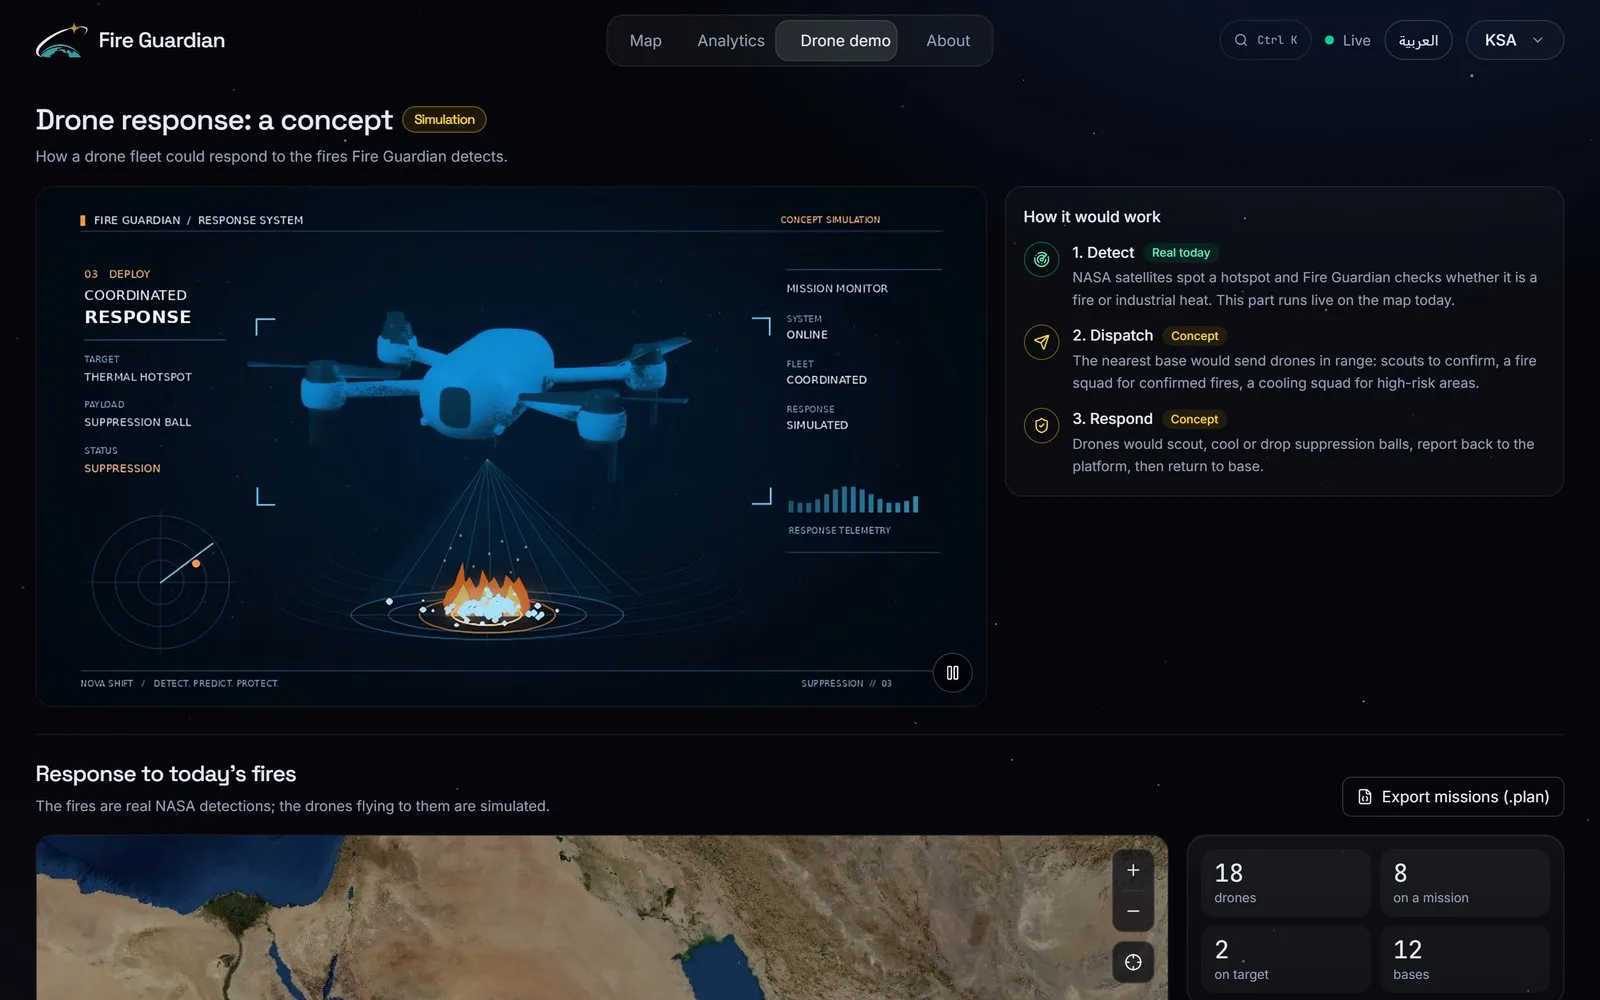 Fire Guardian
Map
Analytics
Drone demo
About
Ctrl K
Live
العربية
KSA
Drone response: a concept
Simulation
How a drone fleet could respond to the fires Fire Guardian detects.
FIRE GUARDIAN / RESPONSE SYSTEM
CONCEPT SIMULATION
03 DEPLOY
COORDINATED
RESPONSE
TARGET
THERMAL HOTSPOT
PAYLOAD
SUPPRESSION BALL
STATUS
SUPPRESSION
MISSION MONITOR
SYSTEM
ONLINE
FLEET
COORDINATED
RESPONSE
SIMULATED
RESPONSE TELEMETRY
NOVA SHIFT / DETECT. PREDICT. PROTECT.
SUPPRESSION // 03
How it would work
1. Detect
Real today
NASA satellites spot a hotspot and Fire Guardian checks whether it is a
fire or industrial heat. This part runs live on the map today.
2. Dispatch
Concept
The nearest base would send drones in range: scouts to confirm, a fire
squad for confirmed fires, a cooling squad for high-risk areas.
3. Respond
Concept
Drones would scout, cool or drop suppression balls, report back to the
platform, then return to base.
Response to today's fires
The fires are real NASA detections; the drones flying to them are simulated.
Export missions (.plan)
18
drones
8
on a mission
2
on target
12
bases